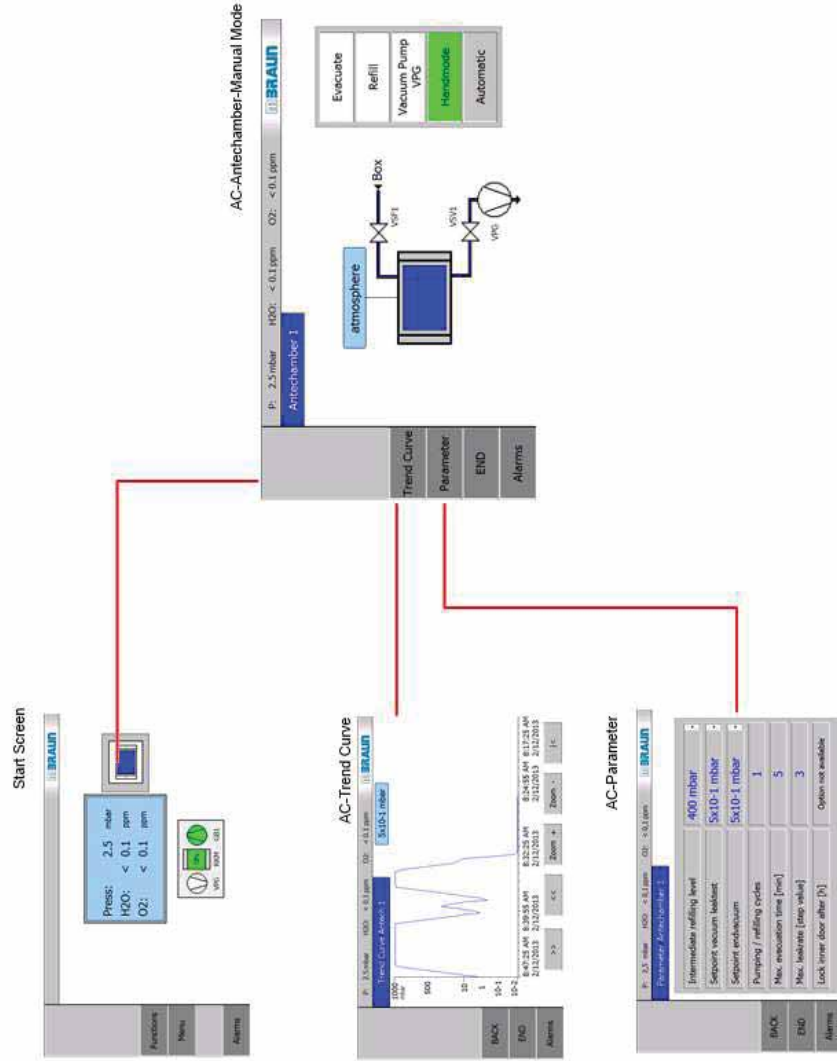 Start Screen
BRAUN
Press: 2.5 mbar
H2O: < 0.1 ppm
O2: < 0.1 ppm
VPG RKM GB1
Functions
Menu
Alarms
AC-Antechamber-Manual Mode
P: 2.5 mbar H2O: < 0.1 ppm O2: < 0.1 ppm BRAUN
Antechamber 1
atmosphere
VSF1
Box
VSV1
VPG
Evacuate
Refill
Vacuum Pump
VPG
Handmode
Automatic
Trend Curve
Parameter
END
Alarms
AC-Trend Curve
P: 2.5 mbar H2O: < 0.1 ppm O2: < 0.1 ppm BRAUN
Trend Curve Antech 1 5x10-1 mbar
1000
mbar
500
10
1
10-1
10-2
8:47:25 AM 8:39:55 AM 8:32:25 AM 8:24:55 AM 8:17:25 AM
2/12/2013 2/12/2013 2/12/2013 2/12/2013 2/12/2013
>> << Zoom + Zoom - |<
BACK
END
Alarms
AC-Parameter
P: 2.5 mbar H2O: < 0.1 ppm O2: < 0.1 ppm BRAUN
Parameter Antechamber 1
Intermediate refilling level 400 mbar
Setpoint vacuum leaktest 5x10-1 mbar
Setpoint endvacuum 5x10-1 mbar
Pumping / refilling cycles 1
Max. evacuation time [min] 5
Max. leakrate [step value] 3
Lock inner door after [h] Option not available
BACK
END
Alarms